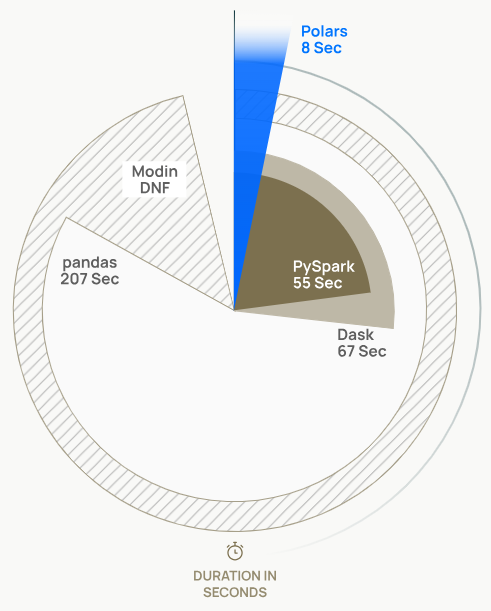 Polars
8 Sec
Modin
DNF
pandas
207 Sec
PySpark
55 Sec
Dask
67 Sec
DURATION IN
SECONDS